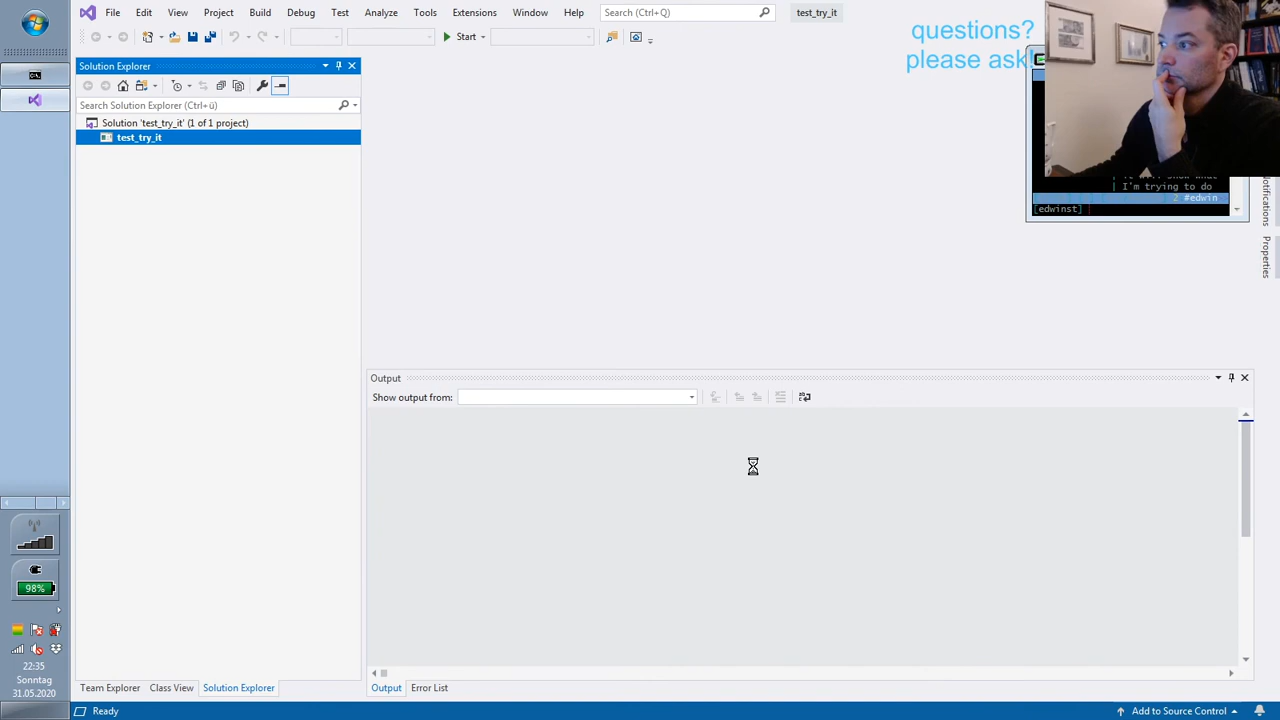 File Edit View Project Build Debug Test Analyze Tools Extensions Window Help Search (Ctrl+Q) test_try_it
Start
questions?
please ask!
Solution Explorer
Search Solution Explorer (Ctrl+ü)
Solution 'test_try_it' (1 of 1 project)
test_try_it
I'm trying to do
2 #edwin
[edwinst]
Notifications
Properties
Output
Show output from:
98%
22:35
Sonntag
31.05.2020
Team Explorer Class View Solution Explorer
Output Error List
Ready
Add to Source Control